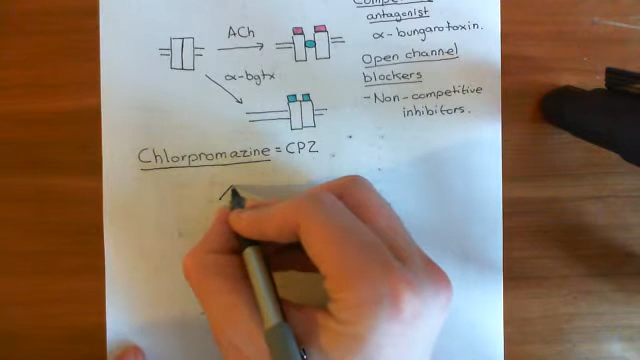 antagonist
α-bungarotoxin.
Open channel
blockers
-Non-competitive
inhibitors.
ACh
α-bgtx
Chlorpromazine = CPZ